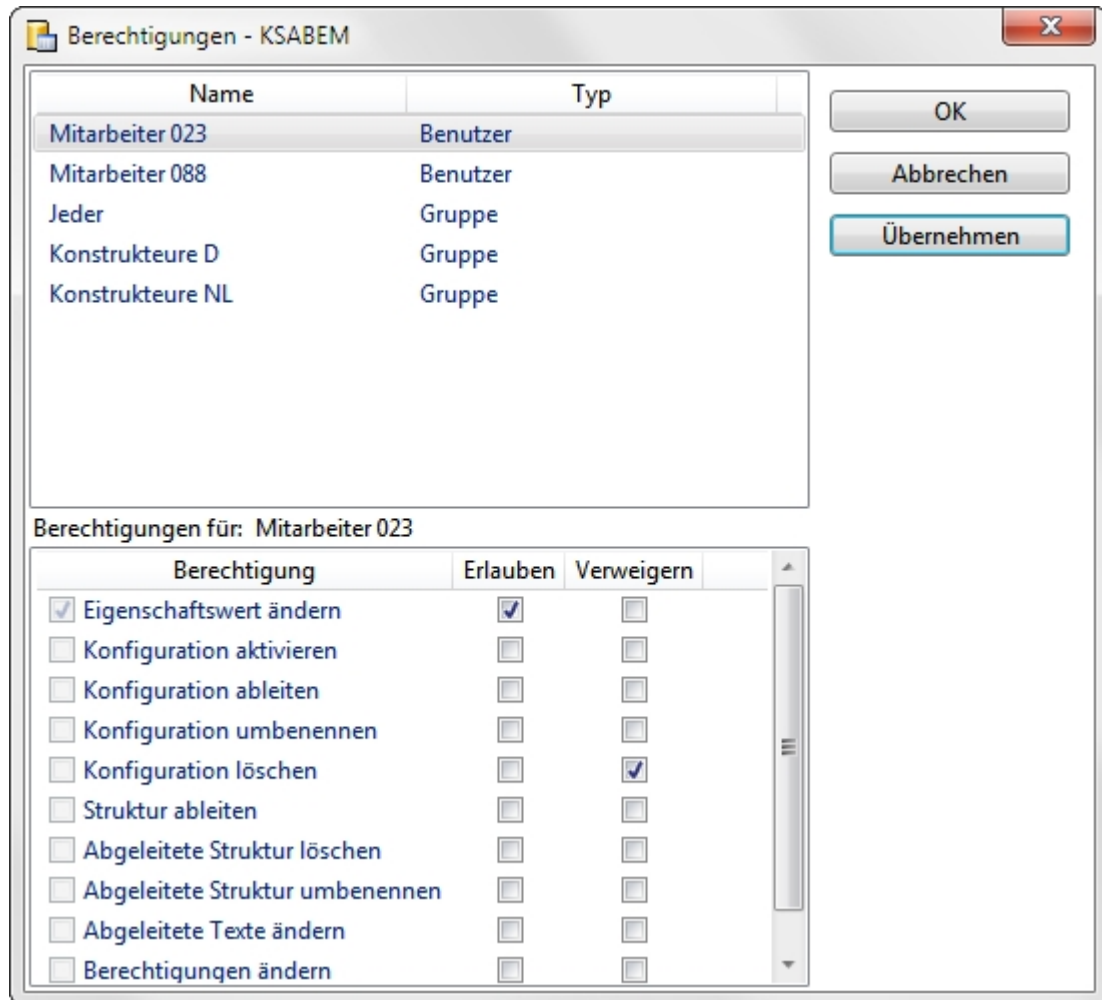 Berechtigungen - KSABEM
Name Typ
Mitarbeiter 023 Benutzer
Mitarbeiter 088 Benutzer
Jeder Gruppe
Konstrukteure D Gruppe
Konstrukteure NL Gruppe
OK
Abbrechen
Übernehmen
Berechtigungen für: Mitarbeiter 023
Berechtigung Erlauben Verweigern
Eigenschaftswert ändern
Konfiguration aktivieren
Konfiguration ableiten
Konfiguration umbenennen
Konfiguration löschen
Struktur ableiten
Abgeleitete Struktur löschen
Abgeleitete Struktur umbenennen
Abgeleitete Texte ändern
Berechtigungen ändern